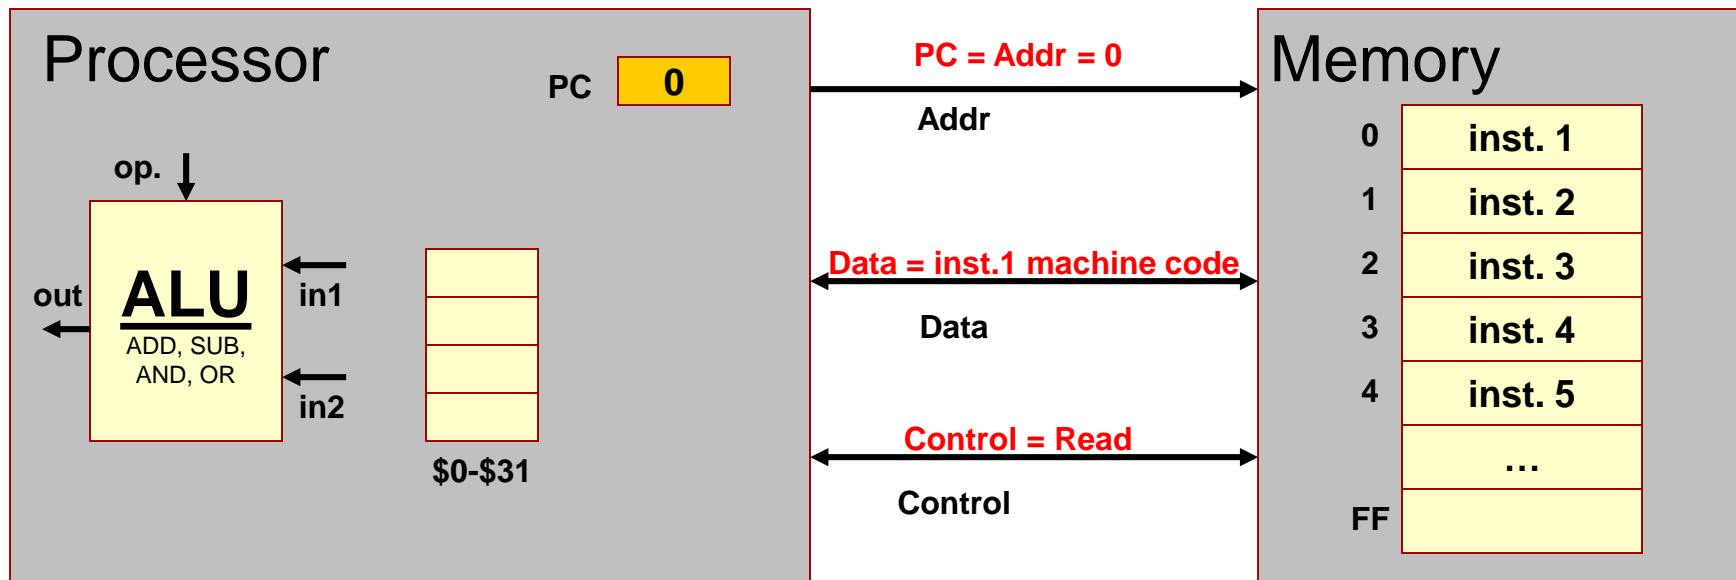 Processor
PC
0
op.
out
ALU
ADD, SUB,
AND, OR
in1
in2
$0-$31
PC = Addr = 0
Addr
Data = inst.1 machine code
Data
Control = Read
Control
Memory
0
inst. 1
1
inst. 2
2
inst. 3
3
inst. 4
4
inst. 5
…
FF